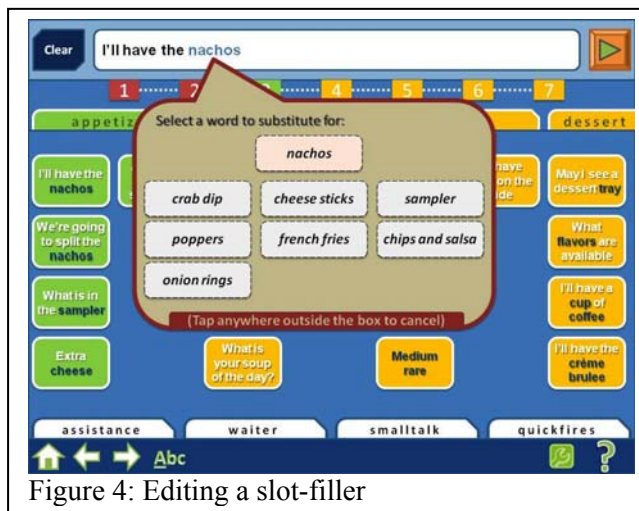 Clear
I'll have the nachos
1 2 3 4 5 6 7
appetiz
dessert
Select a word to substitute for:
nachos
crab dip cheese sticks sampler
poppers french fries chips and salsa
onion rings
(Tap anywhere outside the box to cancel)
I'll have the
nachos
have
on the
May I see a
dessert tray
We're going
to split the
nachos
What
flavors are
available
What is in
the sampler
I'll have a
cup of
coffee
Extra
cheese
What is
your soup
of the day?
Medium
rare
I'll have the
crème
brulee
assistance waiter smalltalk quickfires
Abc
?
Figure 4: Editing a slot-filler